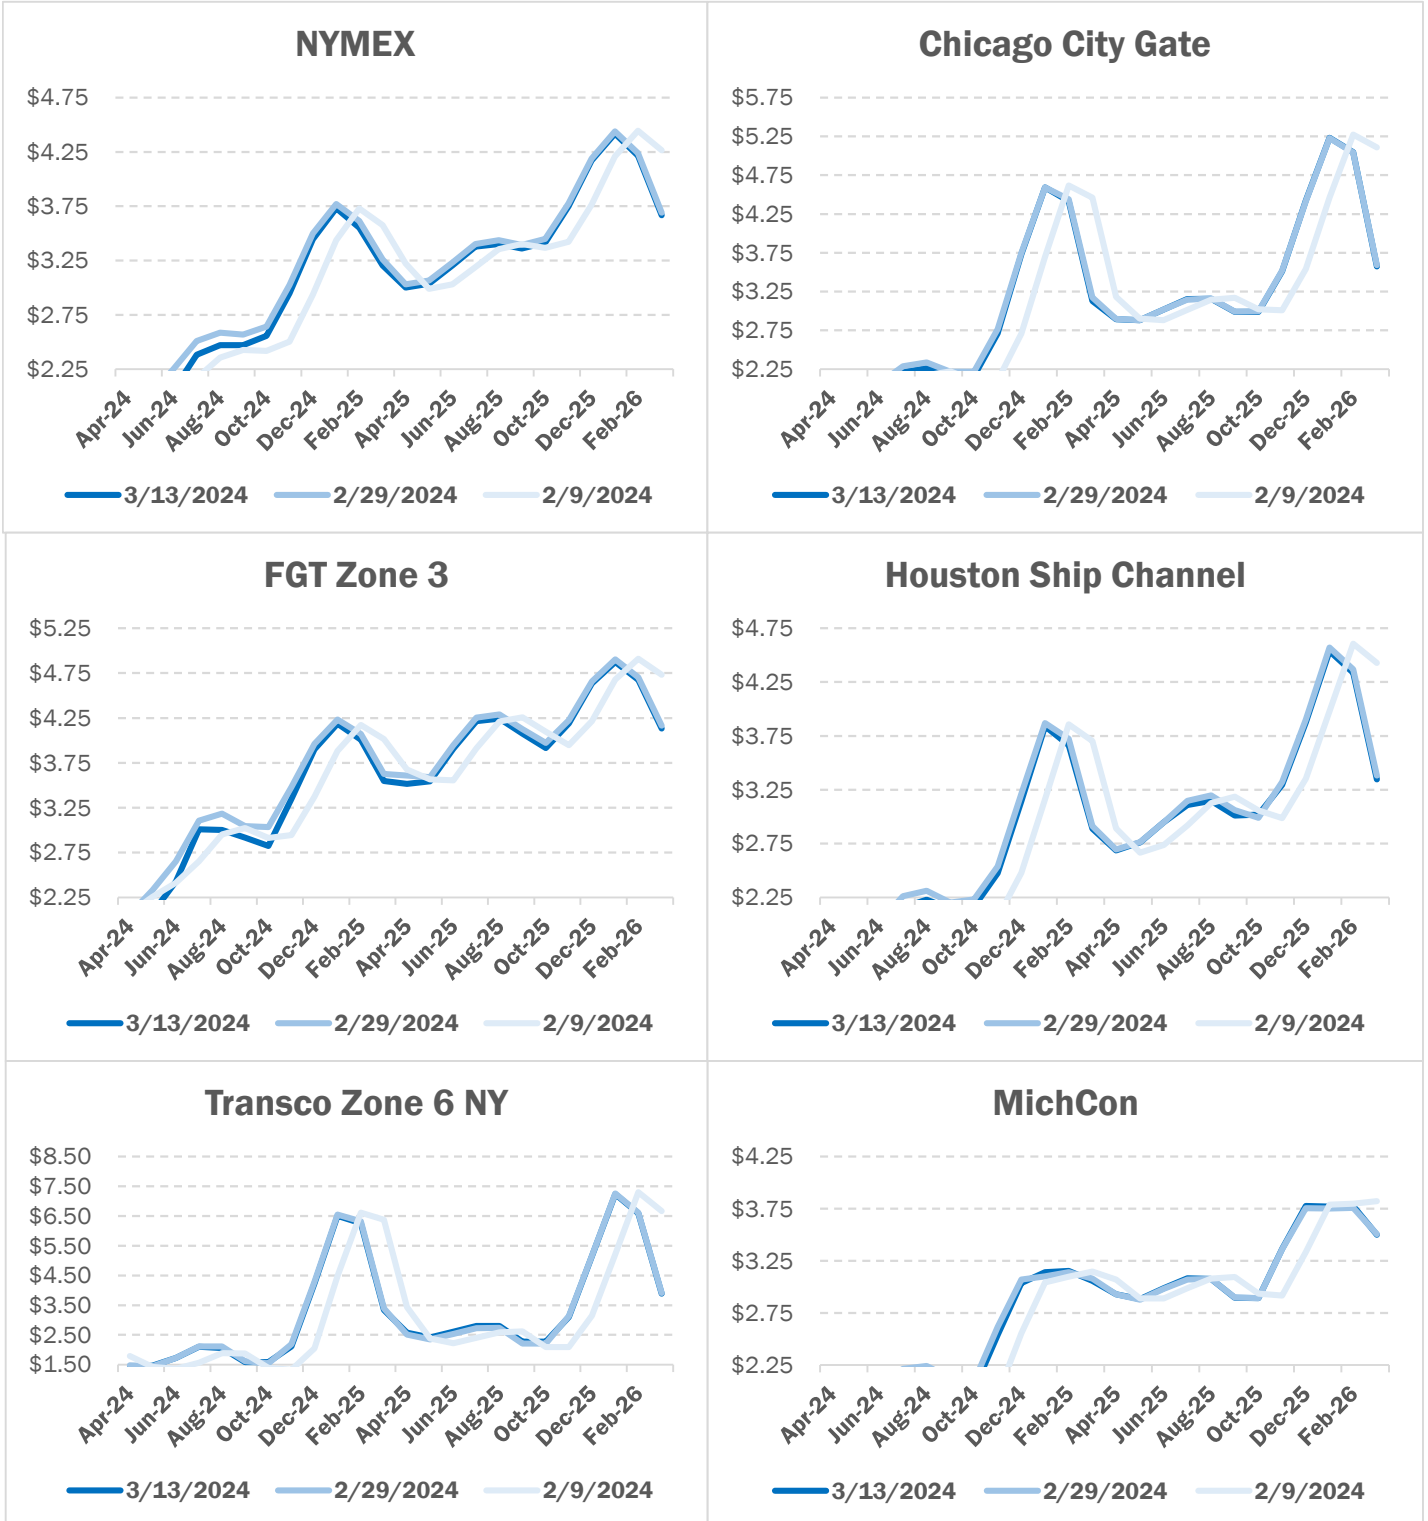 NYMEX
$4.75
$4.25
$3.75
$3.25
$2.75
$2.25
Apr-24
Jun-24
Aug-24
Oct-24
Dec-24
Feb-25
Apr-25
Jun-25
Aug-25
Oct-25
Dec-25
Feb-26
3/13/2024 2/29/2024 2/9/2024
Chicago City Gate
$5.75
$5.25
$4.75
$4.25
$3.75
$3.25
$2.75
$2.25
Apr-24
Jun-24
Aug-24
Oct-24
Dec-24
Feb-25
Apr-25
Jun-25
Aug-25
Oct-25
Dec-25
Feb-26
3/13/2024 2/29/2024 2/9/2024
FGT Zone 3
$5.25
$4.75
$4.25
$3.75
$3.25
$2.75
$2.25
Apr-24
Jun-24
Aug-24
Oct-24
Dec-24
Feb-25
Apr-25
Jun-25
Aug-25
Oct-25
Dec-25
Feb-26
3/13/2024 2/29/2024 2/9/2024
Houston Ship Channel
$4.75
$4.25
$3.75
$3.25
$2.75
$2.25
Apr-24
Jun-24
Aug-24
Oct-24
Dec-24
Feb-25
Apr-25
Jun-25
Aug-25
Oct-25
Dec-25
Feb-26
3/13/2024 2/29/2024 2/9/2024
Transco Zone 6 NY
$8.50
$7.50
$6.50
$5.50
$4.50
$3.50
$2.50
$1.50
Apr-24
Jun-24
Aug-24
Oct-24
Dec-24
Feb-25
Apr-25
Jun-25
Aug-25
Oct-25
Dec-25
Feb-26
3/13/2024 2/29/2024 2/9/2024
MichCon
$4.25
$3.75
$3.25
$2.75
$2.25
Apr-24
Jun-24
Aug-24
Oct-24
Dec-24
Feb-25
Apr-25
Jun-25
Aug-25
Oct-25
Dec-25
Feb-26
3/13/2024 2/29/2024 2/9/2024